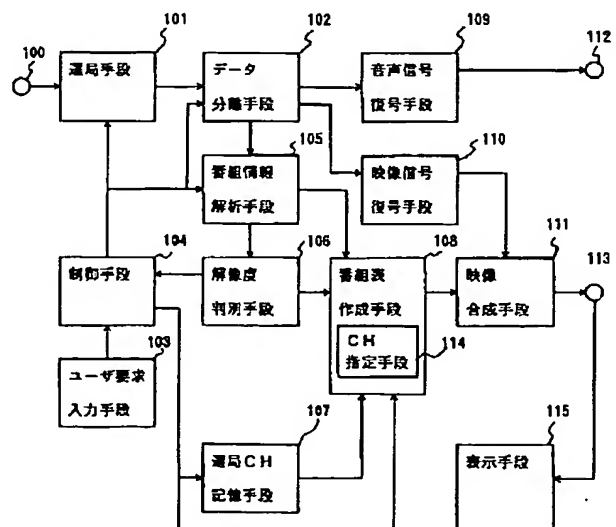 100
101
選局手段
102
データ
分離手段
109
音声信号
復号手段
112
105
番組情報
解析手段
110
映像信号
復号手段
104
制御手段
106
解像度
判別手段
108
番組表
作成手段
CH
指定手段
114
111
映像
合成手段
113
103
ユーザ要求
入力手段
107
選局CH
記憶手段
115
表示手段